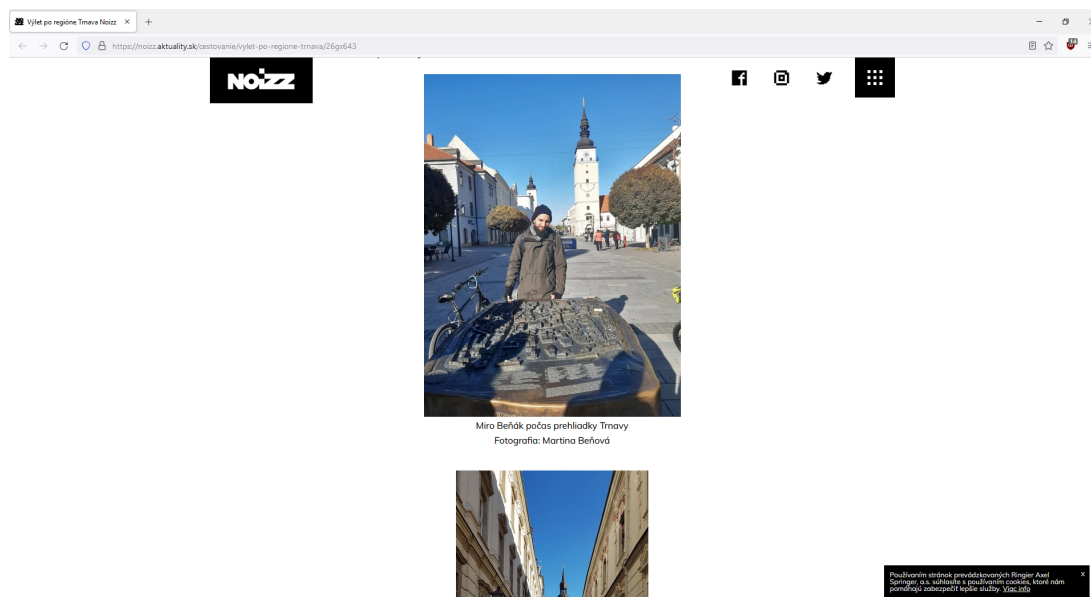 Výlet po regióne Trnava Noizz
https://noizz.aktuality.sk/cestovanie/vylet-po-regione-trnava/26gx643
NOIZZ
Miro Beňák počas prehliadky Trnavy
Fotografia: Martina Beňová
Používaním stránok prevádzkovaných Ringier Axel
Springer, a.s. súhlasíte s používaním cookies, ktoré nám
pomáhajú zabezpečiť lepšie služby. Viac info
x